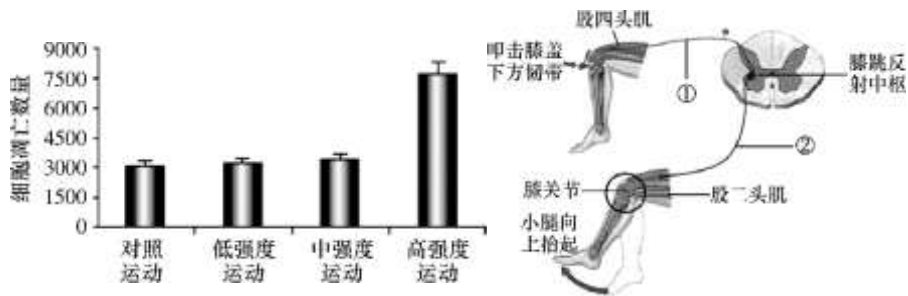 9000
7500
6000
4500
3000
1500
0
细胞凋亡数量
对照
运动
低强度
运动
中强度
运动
高强度
运动
股四头肌
叩击膝盖
下方韧带
①
膝跳反
射中枢
②
膝关节
股二头肌
小腿向
上抬起